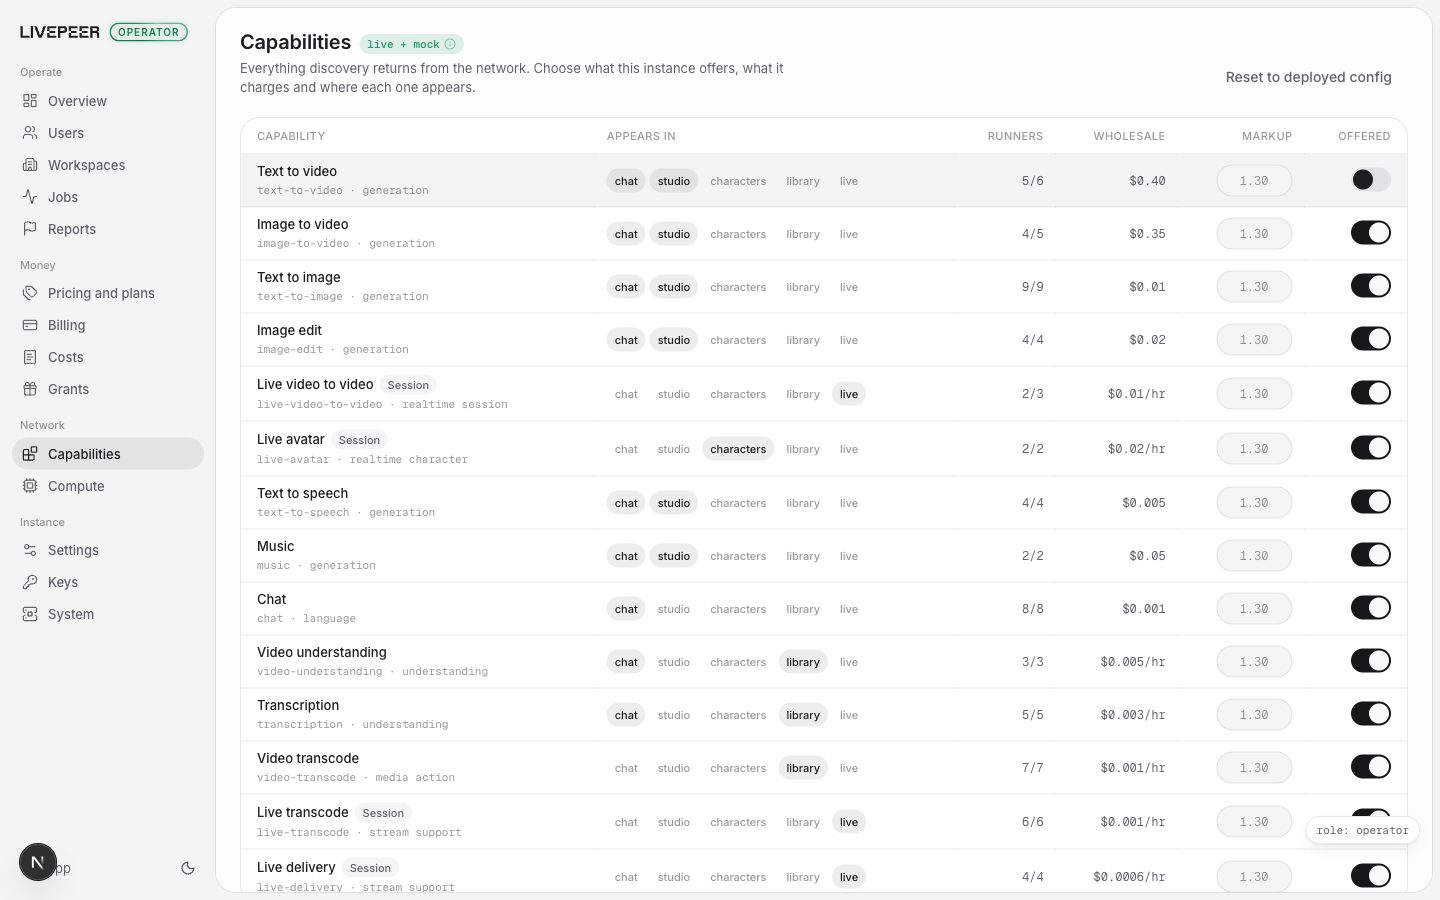 LIVEPEER OPERATOR
Operate
Overview
Users
Workspaces
Jobs
Reports
Money
Pricing and plans
Billing
Costs
Grants
Network
Capabilities
Compute
Instance
Settings
Keys
System
N
pp
Capabilities live + mock
Everything discovery returns from the network. Choose what this instance offers, what it
charges and where each one appears.
Reset to deployed config
CAPABILITY APPEARS IN RUNNERS WHOLESALE MARKUP OFFERED
Text to video
text-to-video · generation
chat studio characters library live 5/6 $0.40 1.30
Image to video
image-to-video · generation
chat studio characters library live 4/5 $0.35 1.30
Text to image
text-to-image · generation
chat studio characters library live 9/9 $0.01 1.30
Image edit
image-edit · generation
chat studio characters library live 4/4 $0.02 1.30
Live video to video Session
live-video-to-video · realtime session
chat studio characters library live 2/3 $0.01/hr 1.30
Live avatar Session
live-avatar · realtime character
chat studio characters library live 2/2 $0.02/hr 1.30
Text to speech
text-to-speech · generation
chat studio characters library live 4/4 $0.005 1.30
Music
music · generation
chat studio characters library live 2/2 $0.05 1.30
Chat
chat · language
chat studio characters library live 8/8 $0.001 1.30
Video understanding
video-understanding · understanding
chat studio characters library live 3/3 $0.005/hr 1.30
Transcription
transcription · understanding
chat studio characters library live 5/5 $0.003/hr 1.30
Video transcode
video-transcode · media action
chat studio characters library live 7/7 $0.001/hr 1.30
Live transcode Session
live-transcode · stream support
chat studio characters library live 6/6 $0.001/hr 1.30
role: operator
Live delivery Session
live-delivery · stream support
chat studio characters library live 4/4 $0.0006/hr 1.30